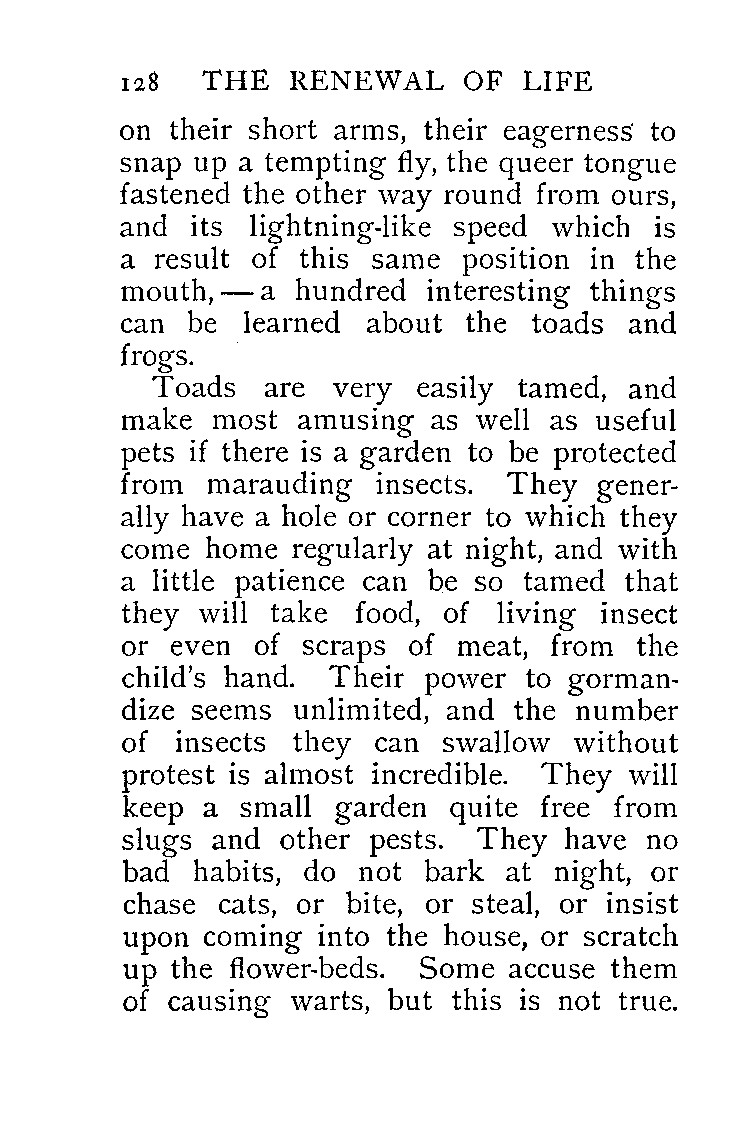 128 THE RENEWAL OF LIFE
on their short arms, their eagerness to
snap up a tempting fly, the queer tongue
fastened the other way round from ours,
and its lightning-like speed which is
a result of this same position in the
mouth, — a hundred interesting things
can be learned about the toads and
frogs.
Toads are very easily tamed, and
make most amusing as well as useful
pets if there is a garden to be protected
from marauding insects. They gener-
ally have a hole or corner to which they
come home regularly at night, and with
a little patience can be so tamed that
they will take food, of living insect
or even of scraps of meat, from the
child's hand. Their power to gorman-
dize seems unlimited, and the number
of insects they can swallow without
protest is almost incredible. They will
keep a small garden quite free from
slugs and other pests. They have no
bad habits, do not bark at night, or
chase cats, or bite, or steal, or insist
upon coming into the house, or scratch
up the flower-beds. Some accuse them
of causing warts, but this is not true.